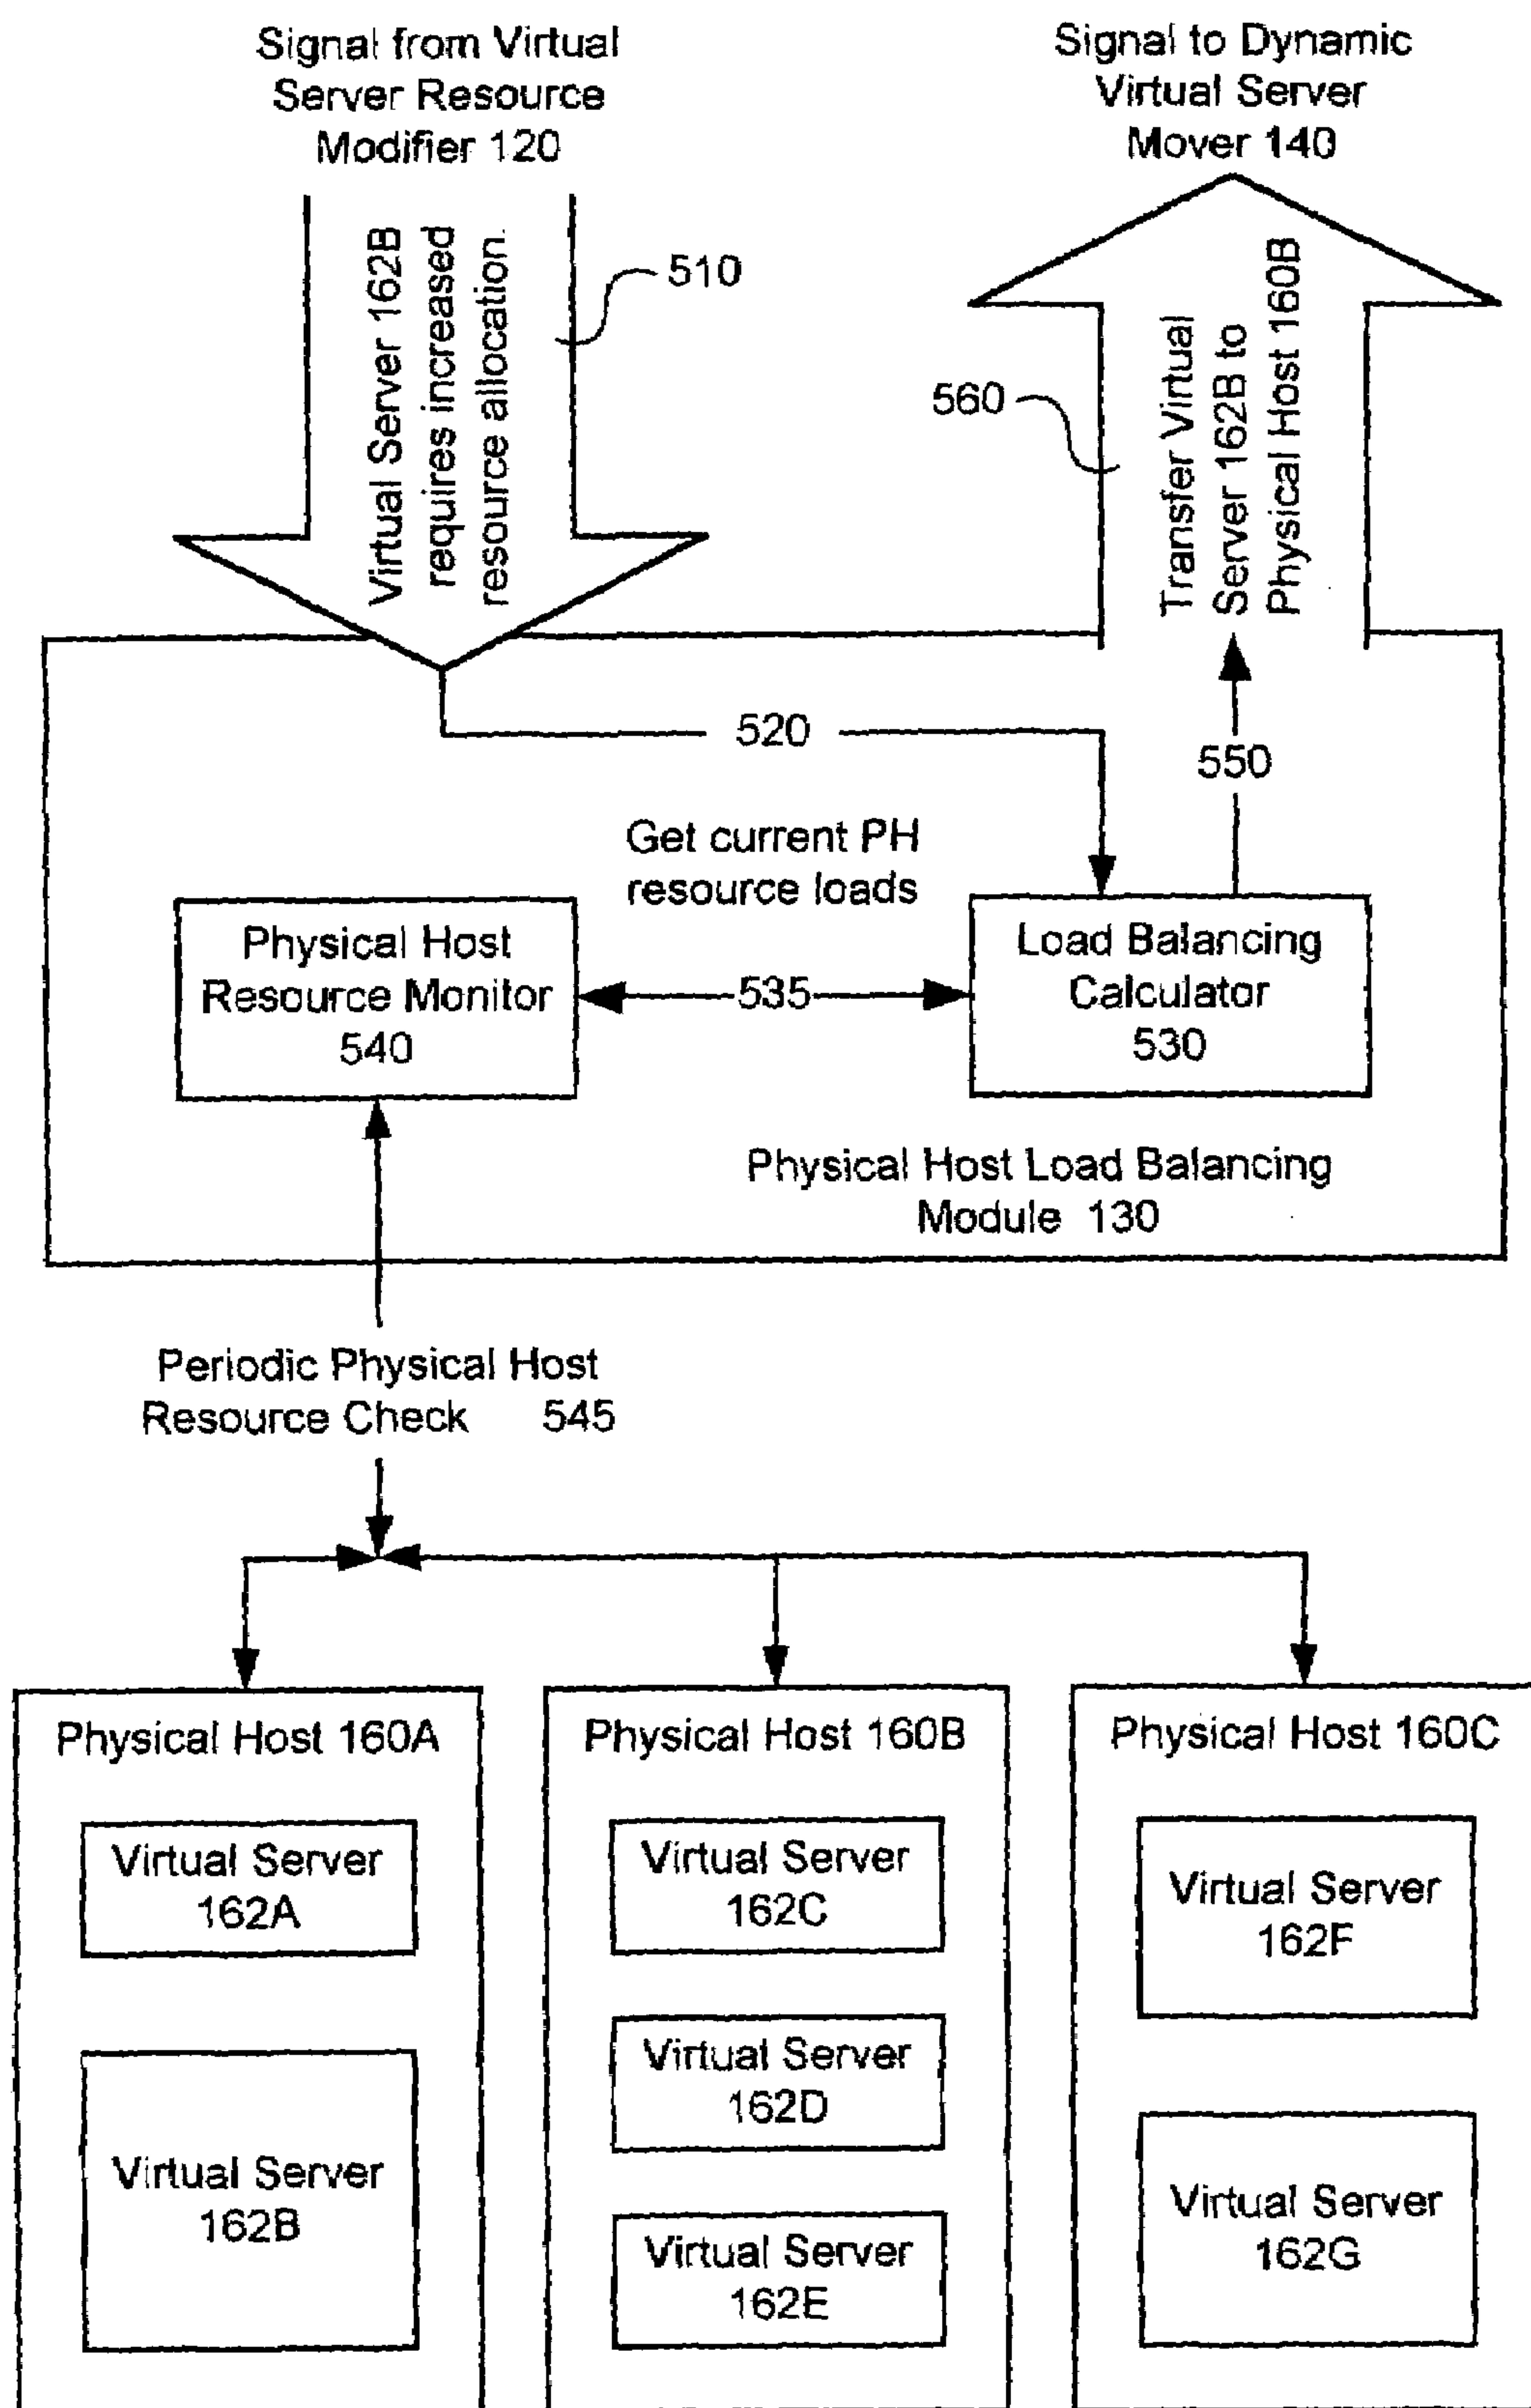 Signal from Virtual
Server Resource
Modifier 120
Signal to Dynamic
Virtual Server
Mover 140
Virtual Server 162B
requires increased
resource allocation.
510
Transfer Virtual
Server 162B to
Physical Host 160B
560
520
550
Get current PH
resource loads
Physical Host
Resource Monitor
540
535
Load Balancing
Calculator
530
Physical Host Load Balancing
Module 130
Periodic Physical Host
Resource Check 545
Physical Host 160A
Virtual Server
162A
Virtual Server
162B
Physical Host 160B
Virtual Server
162C
Virtual Server
162D
Virtual Server
162E
Physical Host 160C
Virtual Server
162F
Virtual Server
162G